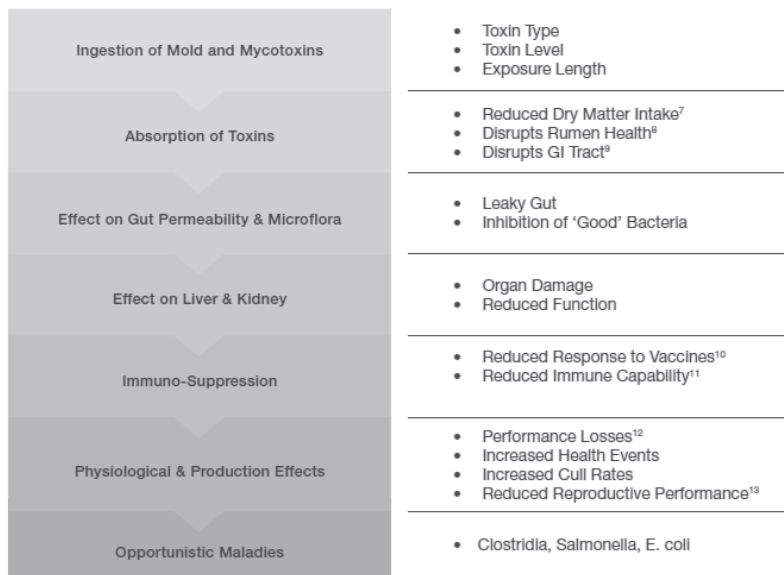 Ingestion of Mold and Mycotoxins
• Toxin Type
• Toxin Level
• Exposure Length
Absorption of Toxins
• Reduced Dry Matter Intake⁷
• Disrupts Rumen Health⁸
• Disrupts GI Tract⁹
Effect on Gut Permeability & Microflora
• Leaky Gut
• Inhibition of ‘Good’ Bacteria
Effect on Liver & Kidney
• Organ Damage
• Reduced Function
Immuno-Suppression
• Reduced Response to Vaccines¹⁰
• Reduced Immune Capability¹¹
Physiological & Production Effects
• Performance Losses¹²
• Increased Health Events
• Increased Cull Rates
• Reduced Reproductive Performance¹³
Opportunistic Maladies
• Clostridia, Salmonella, E. coli